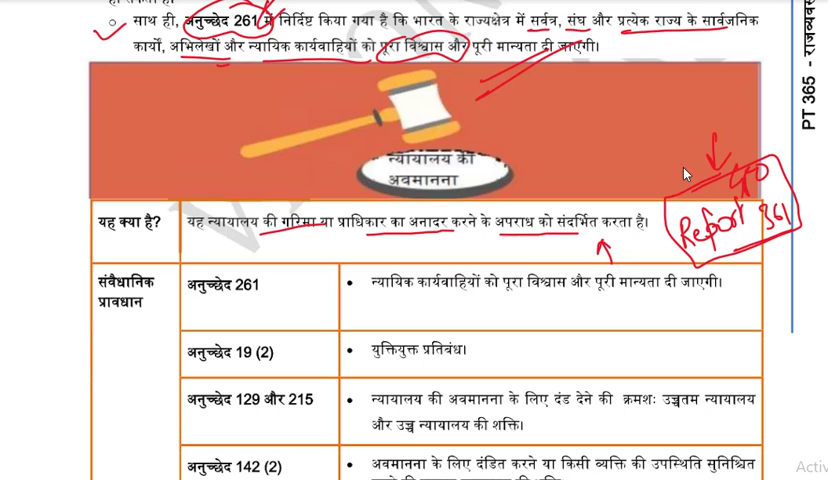 साथ ही, अनुच्छेद 261 में निर्दिष्ट किया गया है कि भारत के राज्यक्षेत्र में सर्वत्र, संघ और प्रत्येक राज्य के सार्वजनिक
कार्यों, अभिलेखों और न्यायिक कार्यवाहियों को पूरा विश्वास और पूरी मान्यता दी जाएगी।
PT 365 - राजव्यवस
न्यायालय की
अवमानना
Report
361
यह क्या है? यह न्यायालय की गरिमा या प्राधिकार का अनादर करने के अपराध को संदर्भित करता है।
संवैधानिक
प्रावधान
अनुच्छेद 261 • न्यायिक कार्यवाहियों को पूरा विश्वास और पूरी मान्यता दी जाएगी।
अनुच्छेद 19 (2) • युक्तियुक्त प्रतिबंध।
अनुच्छेद 129 और 215 • न्यायालय की अवमानना के लिए दंड देने की क्रमशः उच्चतम न्यायालय
और उच्च न्यायालय की शक्ति।
अनुच्छेद 142 (2) • अवमानना के लिए दंडित करने या किसी व्यक्ति की उपस्थिति सुनिश्चित
Activ